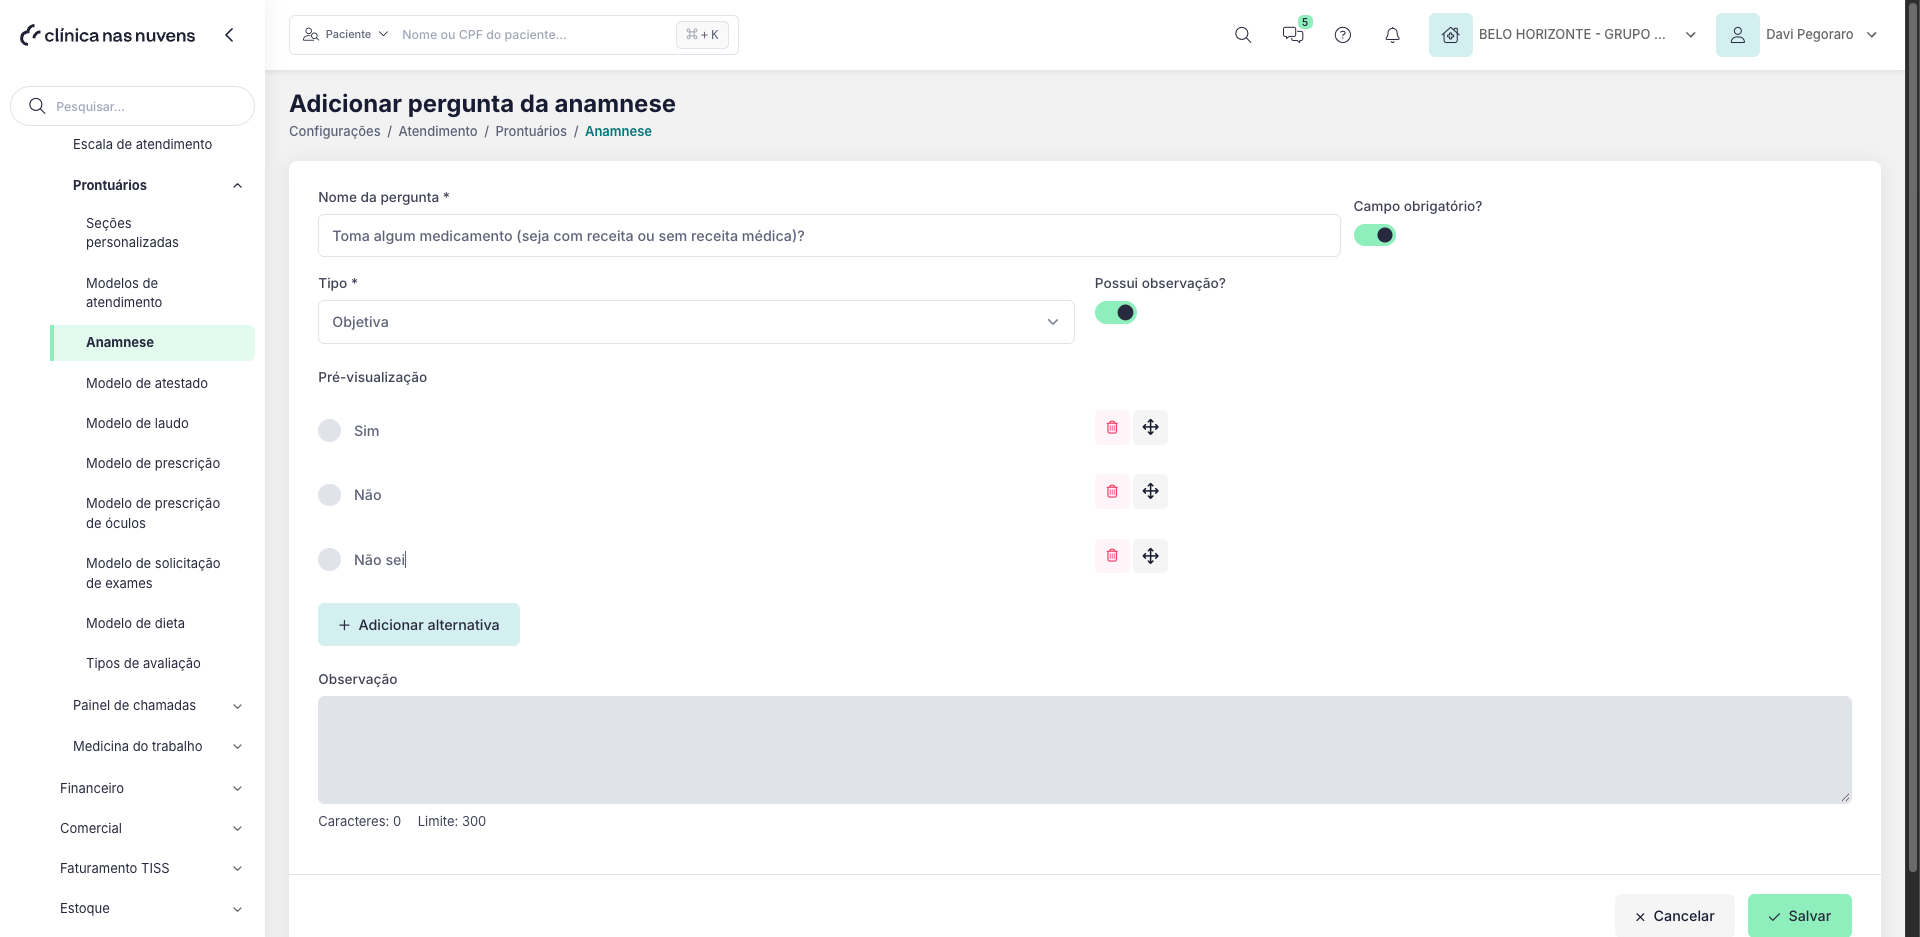 clínica nas nuvens
Pesquisar...
Escala de atendimento
Prontuários
Seções
personalizadas
Modelos de
atendimento
Anamnese
Modelo de atestado
Modelo de laudo
Modelo de prescrição
Modelo de prescrição
de óculos
Modelo de solicitação
de exames
Modelo de dieta
Tipos de avaliação
Painel de chamadas
Medicina do trabalho
Financeiro
Comercial
Faturamento TISS
Estoque
Paciente
Nome ou CPF do paciente...
⌘ + K
5
BELO HORIZONTE - GRUPO ...
Davi Pegoraro
Adicionar pergunta da anamnese
Configurações / Atendimento / Prontuários / Anamnese
Nome da pergunta *
Campo obrigatório?
Toma algum medicamento (seja com receita ou sem receita médica)?
Tipo *
Possui observação?
Objetiva
Pré-visualização
Sim
Não
Não sei
+ Adicionar alternativa
Observação
Caracteres: 0 Limite: 300
Cancelar
Salvar